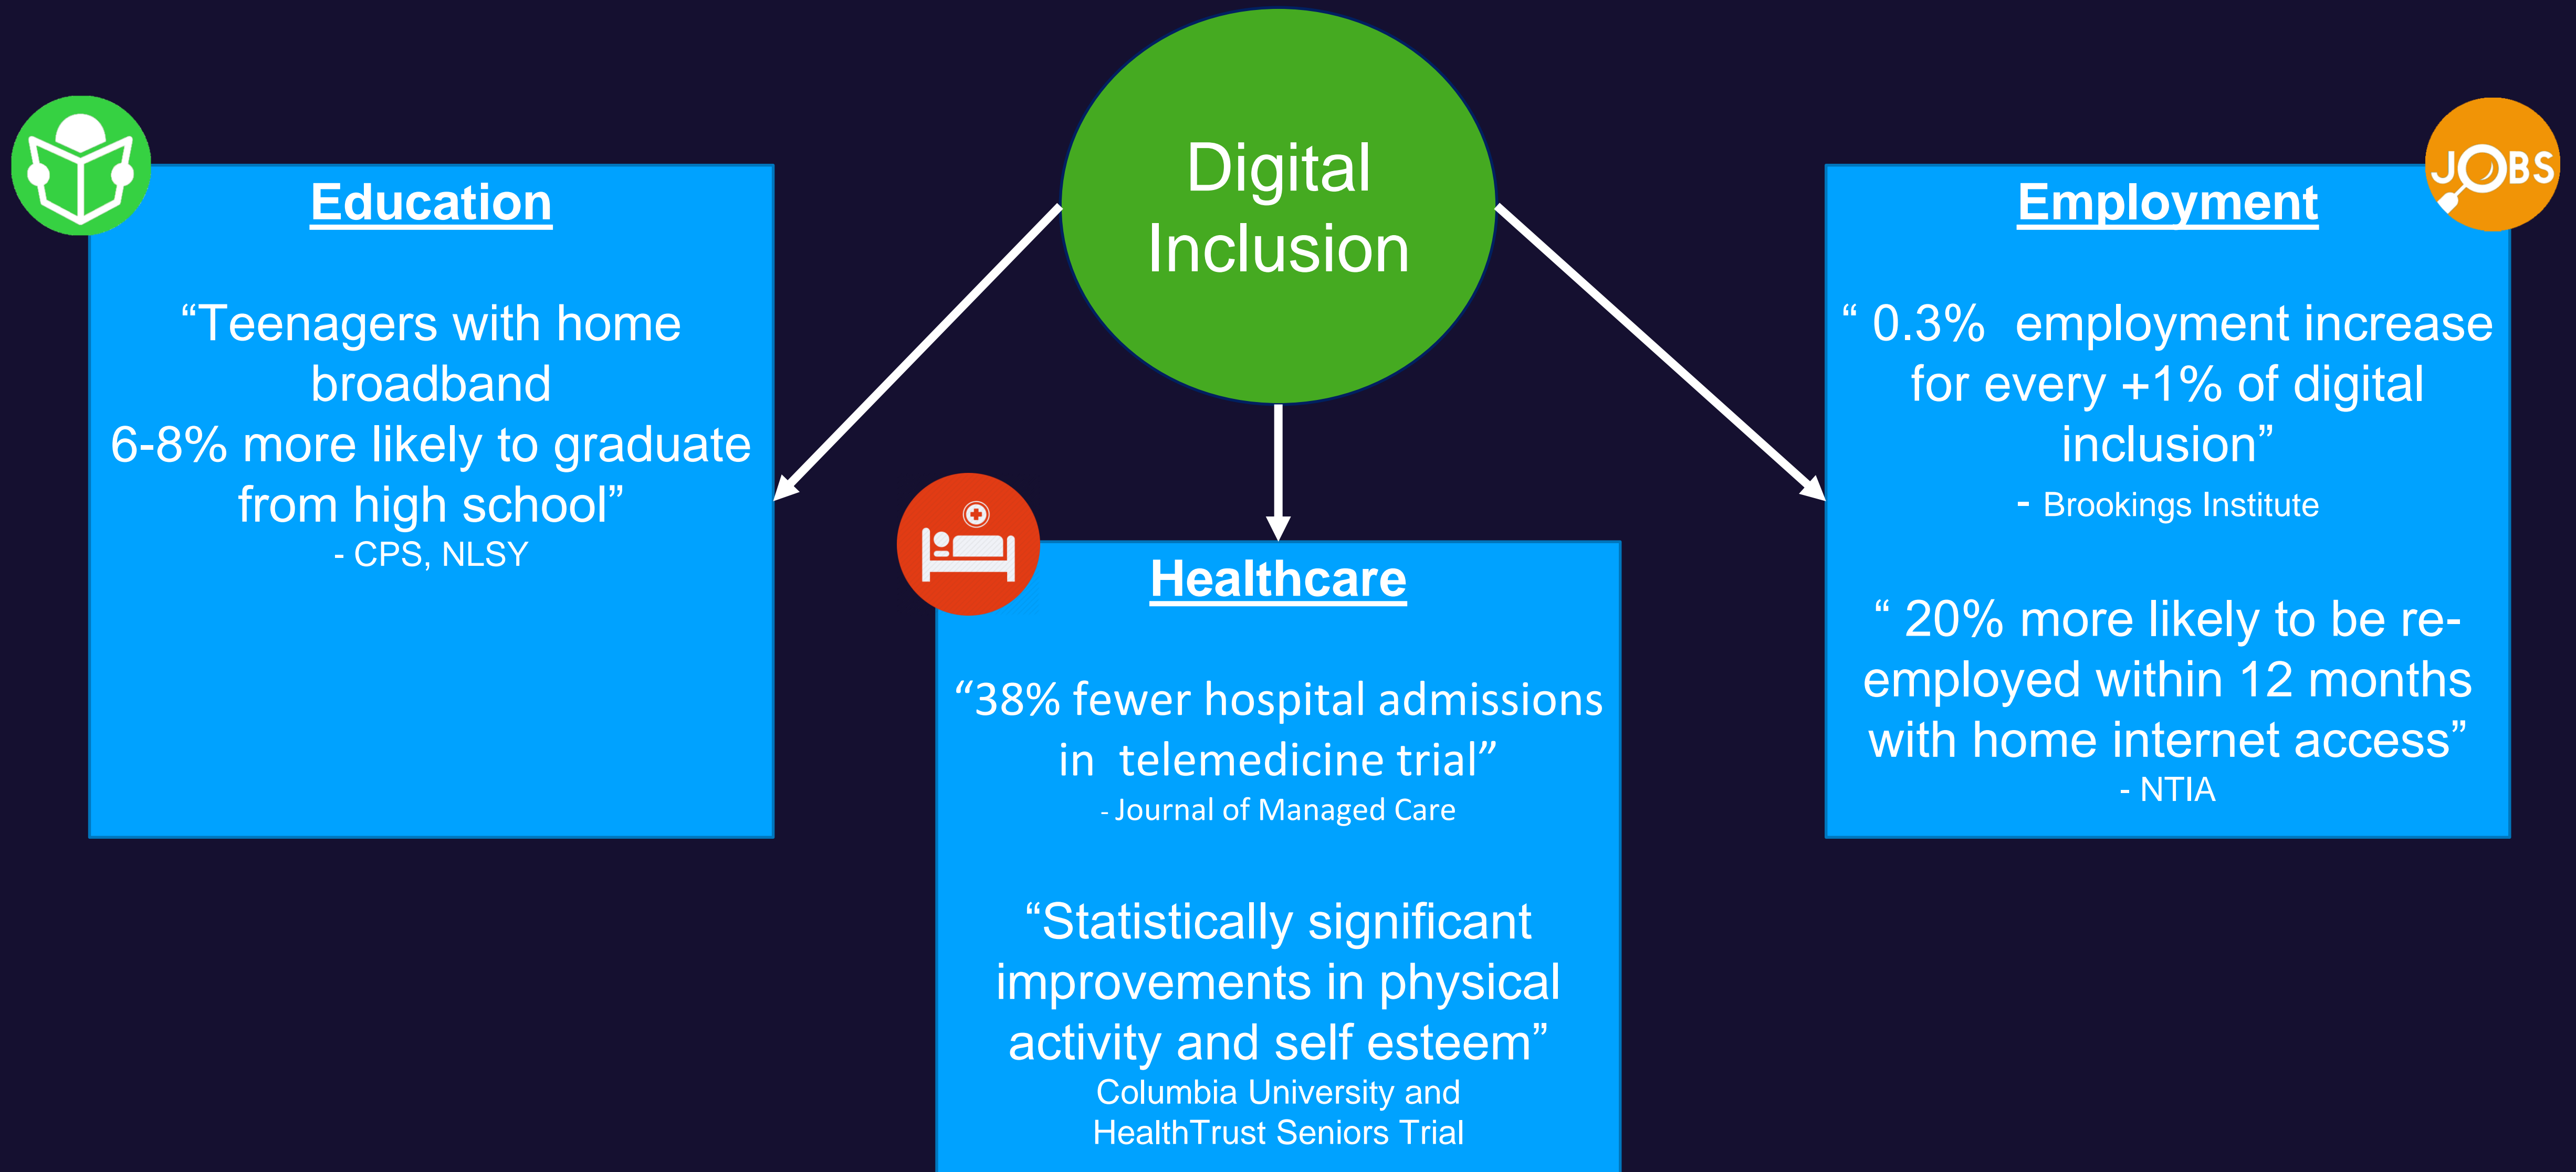 Digital
Inclusion
Education
“Teenagers with home
broadband
6-8% more likely to graduate
from high school”
- CPS, NLSY
Healthcare
“38% fewer hospital admissions
in  telemedicine trial”
- Journal of Managed Care
“Statistically significant
improvements in physical
activity and self esteem”
Columbia University and
HealthTrust Seniors Trial
JOBS
Employment
“ 0.3%  employment increase
for every +1% of digital
inclusion”
- Brookings Institute
“ 20% more likely to be re-
employed within 12 months
with home internet access”
- NTIA